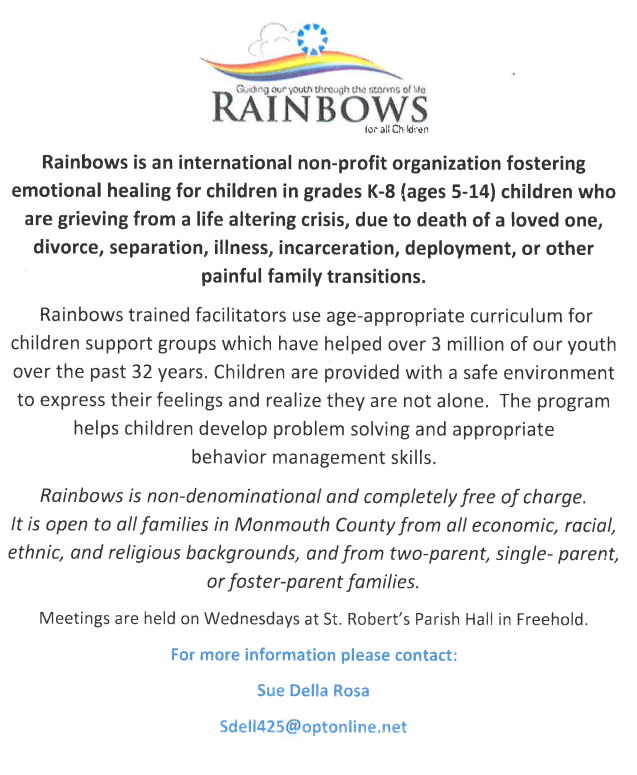 Guiding our youth through the storms of life
RAINBOWS
for all Children
Rainbows is an international non-profit organization fostering
emotional healing for children in grades K-8 (ages 5-14) children who
are grieving from a life altering crisis, due to death of a loved one,
divorce, separation, illness, incarceration, deployment, or other
painful family transitions.
Rainbows trained facilitators use age-appropriate curriculum for
children support groups which have helped over 3 million of our youth
over the past 32 years. Children are provided with a safe environment
to express their feelings and realize they are not alone. The program
helps children develop problem solving and appropriate
behavior management skills.
Rainbows is non-denominational and completely free of charge.
It is open to all families in Monmouth County from all economic, racial,
ethnic, and religious backgrounds, and from two-parent, single- parent,
or foster-parent families.
Meetings are held on Wednesdays at St. Robert's Parish Hall in Freehold.
For more information please contact:
Sue Della Rosa
Sdell425@optonline.net